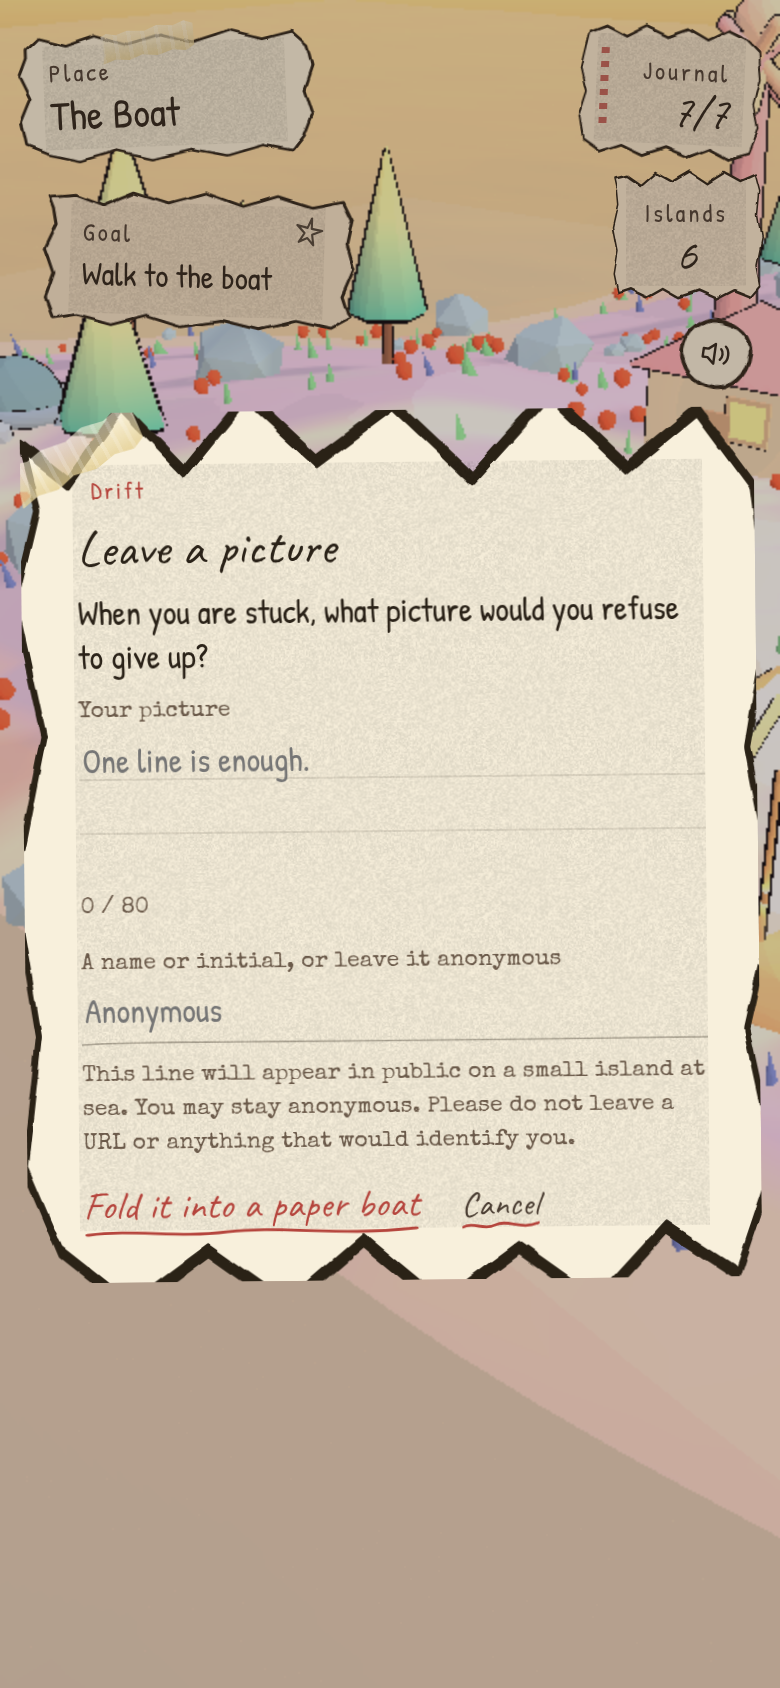 Place
The Boat
Journal
7/7
Goal
Walk to the boat
Islands
6
Drift
Leave a picture
When you are stuck, what picture would you refuse
to give up?
Your picture
One line is enough.
0 / 80
A name or initial, or leave it anonymous
Anonymous
This line will appear in public on a small island at
sea. You may stay anonymous. Please do not leave a
URL or anything that would identify you.
Fold it into a paper boat
Cancel